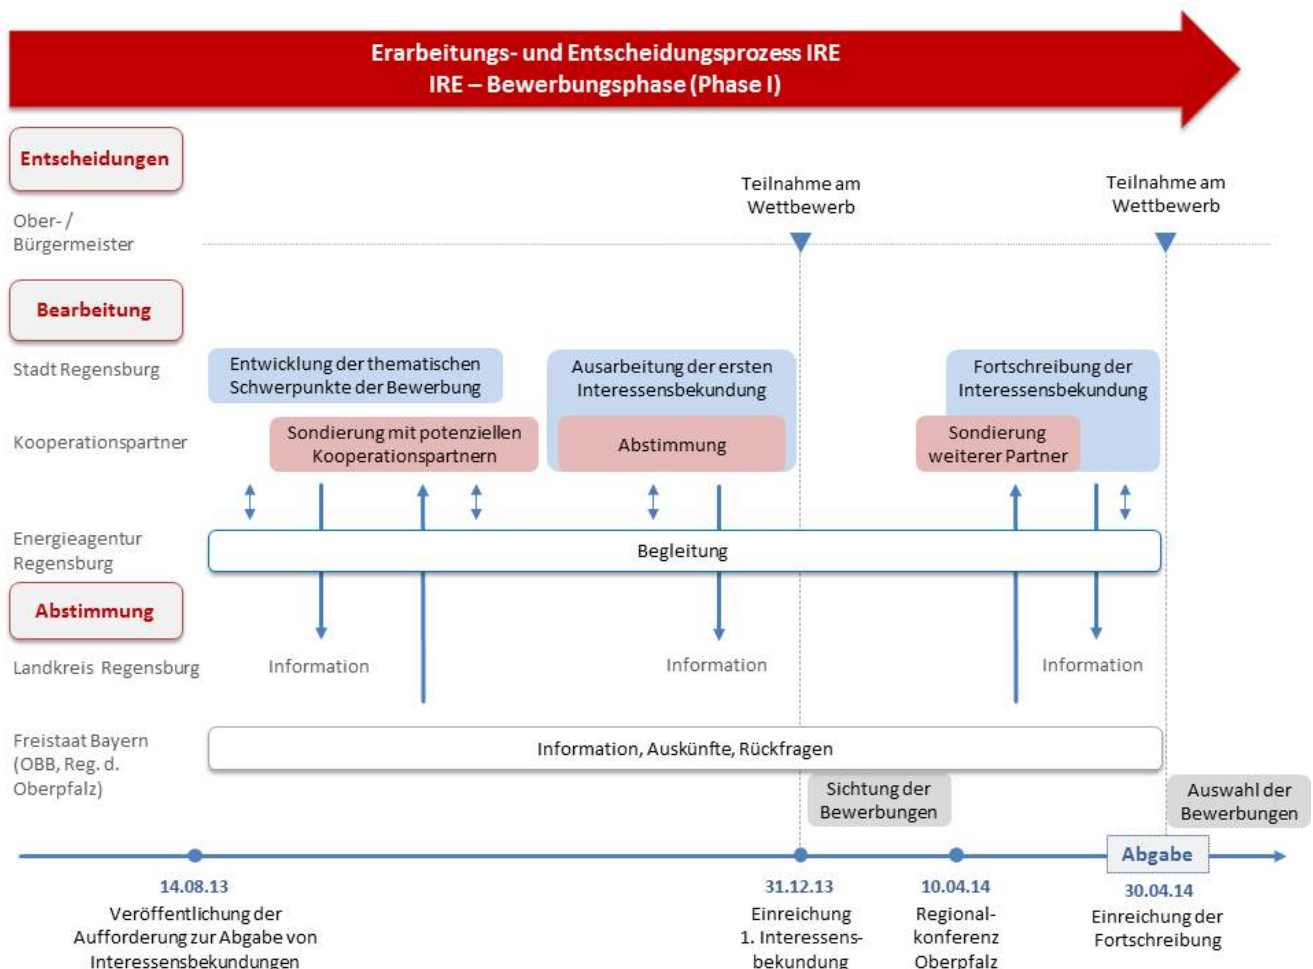 Erarbeitungs- und Entscheidungsprozess IRE
IRE – Bewerbungsphase (Phase I)
Entscheidungen
Teilnahme am
Wettbewerb
Teilnahme am
Wettbewerb
Ober- /
Bürgermeister
Bearbeitung
Stadt Regensburg
Entwicklung der thematischen
Schwerpunkte der Bewerbung
Ausarbeitung der ersten
Interessensbekundung
Fortschreibung der
Interessensbekundung
Kooperationspartner
Sondierung mit potenziellen
Kooperationspartnern
Abstimmung
Sondierung
weiterer Partner
Energieagentur
Regensburg
Begleitung
Abstimmung
Landkreis Regensburg
Information
Information
Information
Freistaat Bayern
(OBB, Reg. d.
Oberpfalz)
Information, Auskünfte, Rückfragen
Sichtung der
Bewerbungen
Auswahl der
Bewerbungen
Abgabe
14.08.13
Veröffentlichung der
Aufforderung zur Abgabe von
Interessensbekundungen
31.12.13
Einreichung
1. Interessens-
bekundung
10.04.14
Regional-
konferenz
Oberpfalz
30.04.14
Einreichung der
Fortschreibung